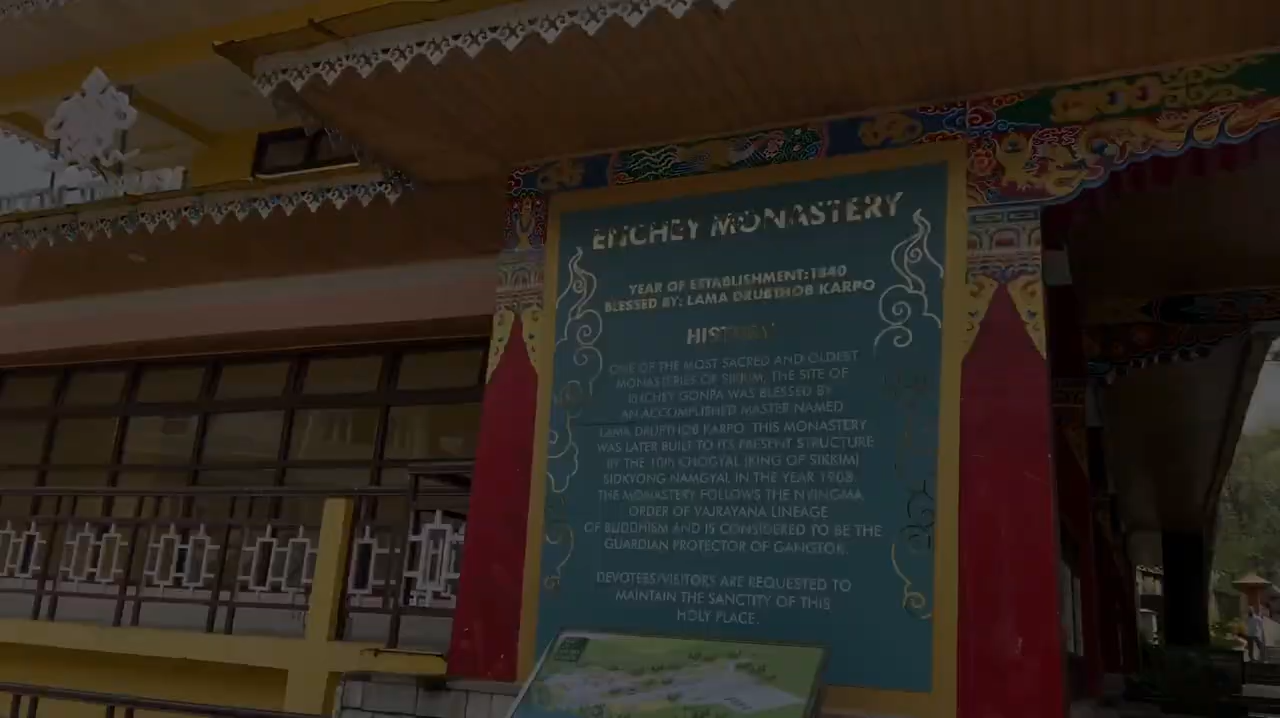 ENCHEY MONASTERY
YEAR OF ESTABLISHMENT:1840
BLESSED BY: LAMA DRUBTHOB KARPO
HISTORY
ONE OF THE MOST SACRED AND OLDEST
MONASTERIES OF SIKKIM, THE SITE OF
ENCHEY GONPA WAS BLESSED BY
AN ACCOMPLISHED MASTER NAMED
LAMA DRUPTHOB KARPO. THIS MONASTERY
WAS LATER BUILT TO ITS PRESENT STRUCTURE
BY THE 10th CHOGYAL (KING OF SIKKIM)
SIDKYONG NAMGYAL IN THE YEAR 1908.
THE MONASTERY FOLLOWS THE NYINGMA
ORDER OF VAJRAYANA LINEAGE
OF BUDDHISM AND IS CONSIDERED TO BE THE
GUARDIAN PROTECTOR OF GANGTOK.
DEVOTEES/VISITORS ARE REQUESTED TO
MAINTAIN THE SANCTITY OF THIS
HOLY PLACE.